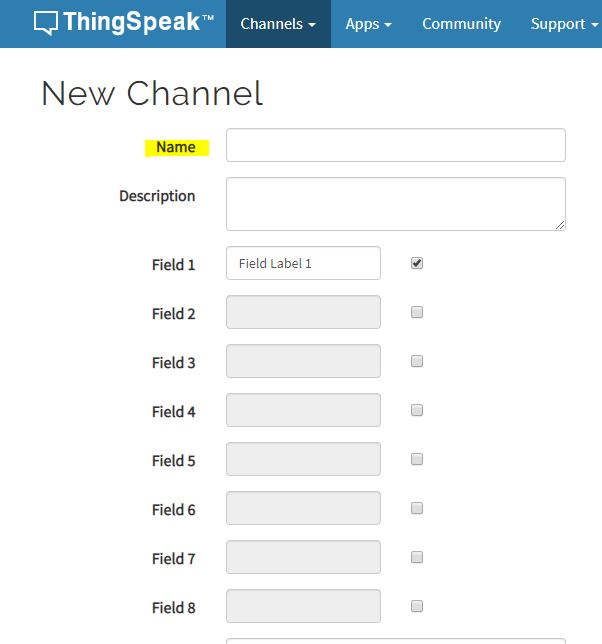 ThingSpeak™ Channels Apps Community Support
New Channel
Name
Description
Field 1 Field Label 1
Field 2
Field 3
Field 4
Field 5
Field 6
Field 7
Field 8